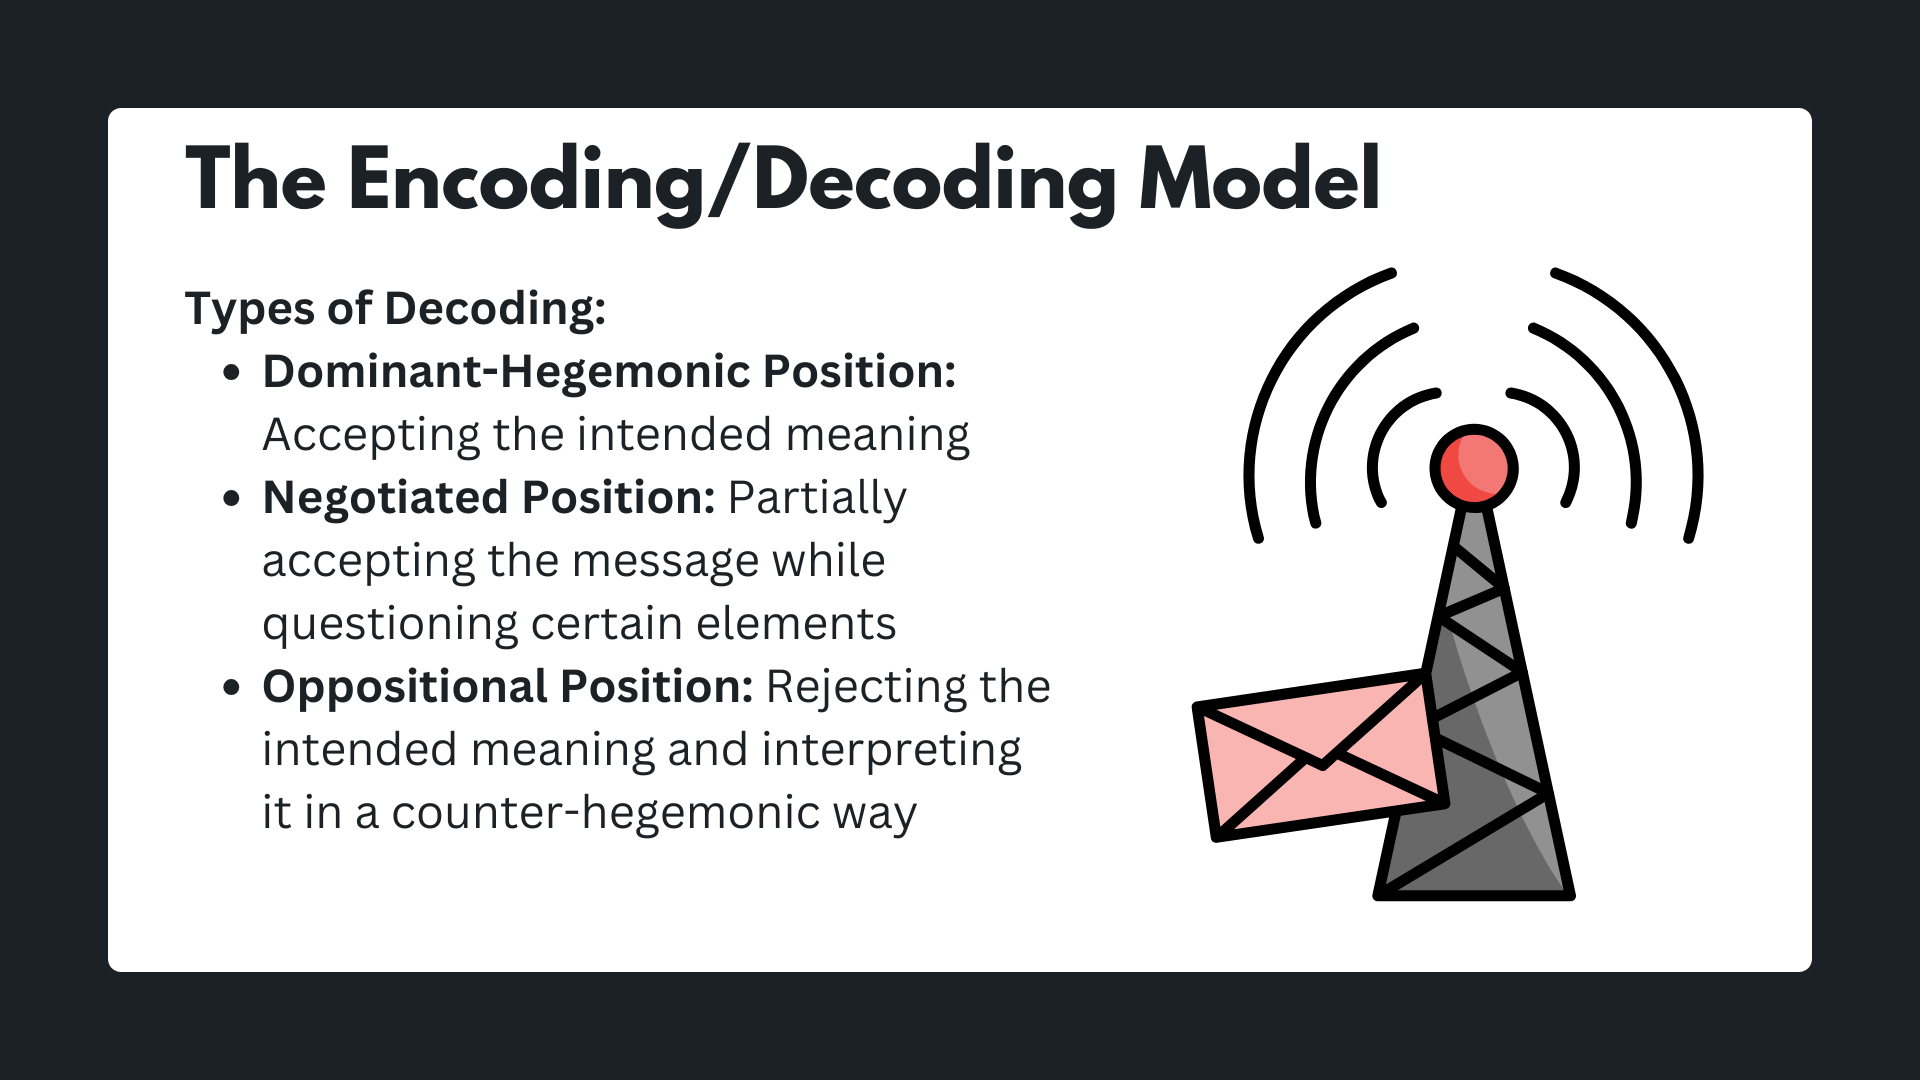 The Encoding/Decoding Model
Types of Decoding:
• Dominant-Hegemonic Position:
Accepting the intended meaning
• Negotiated Position: Partially
accepting the message while
questioning certain elements
• Oppositional Position: Rejecting the
intended meaning and interpreting
it in a counter-hegemonic way